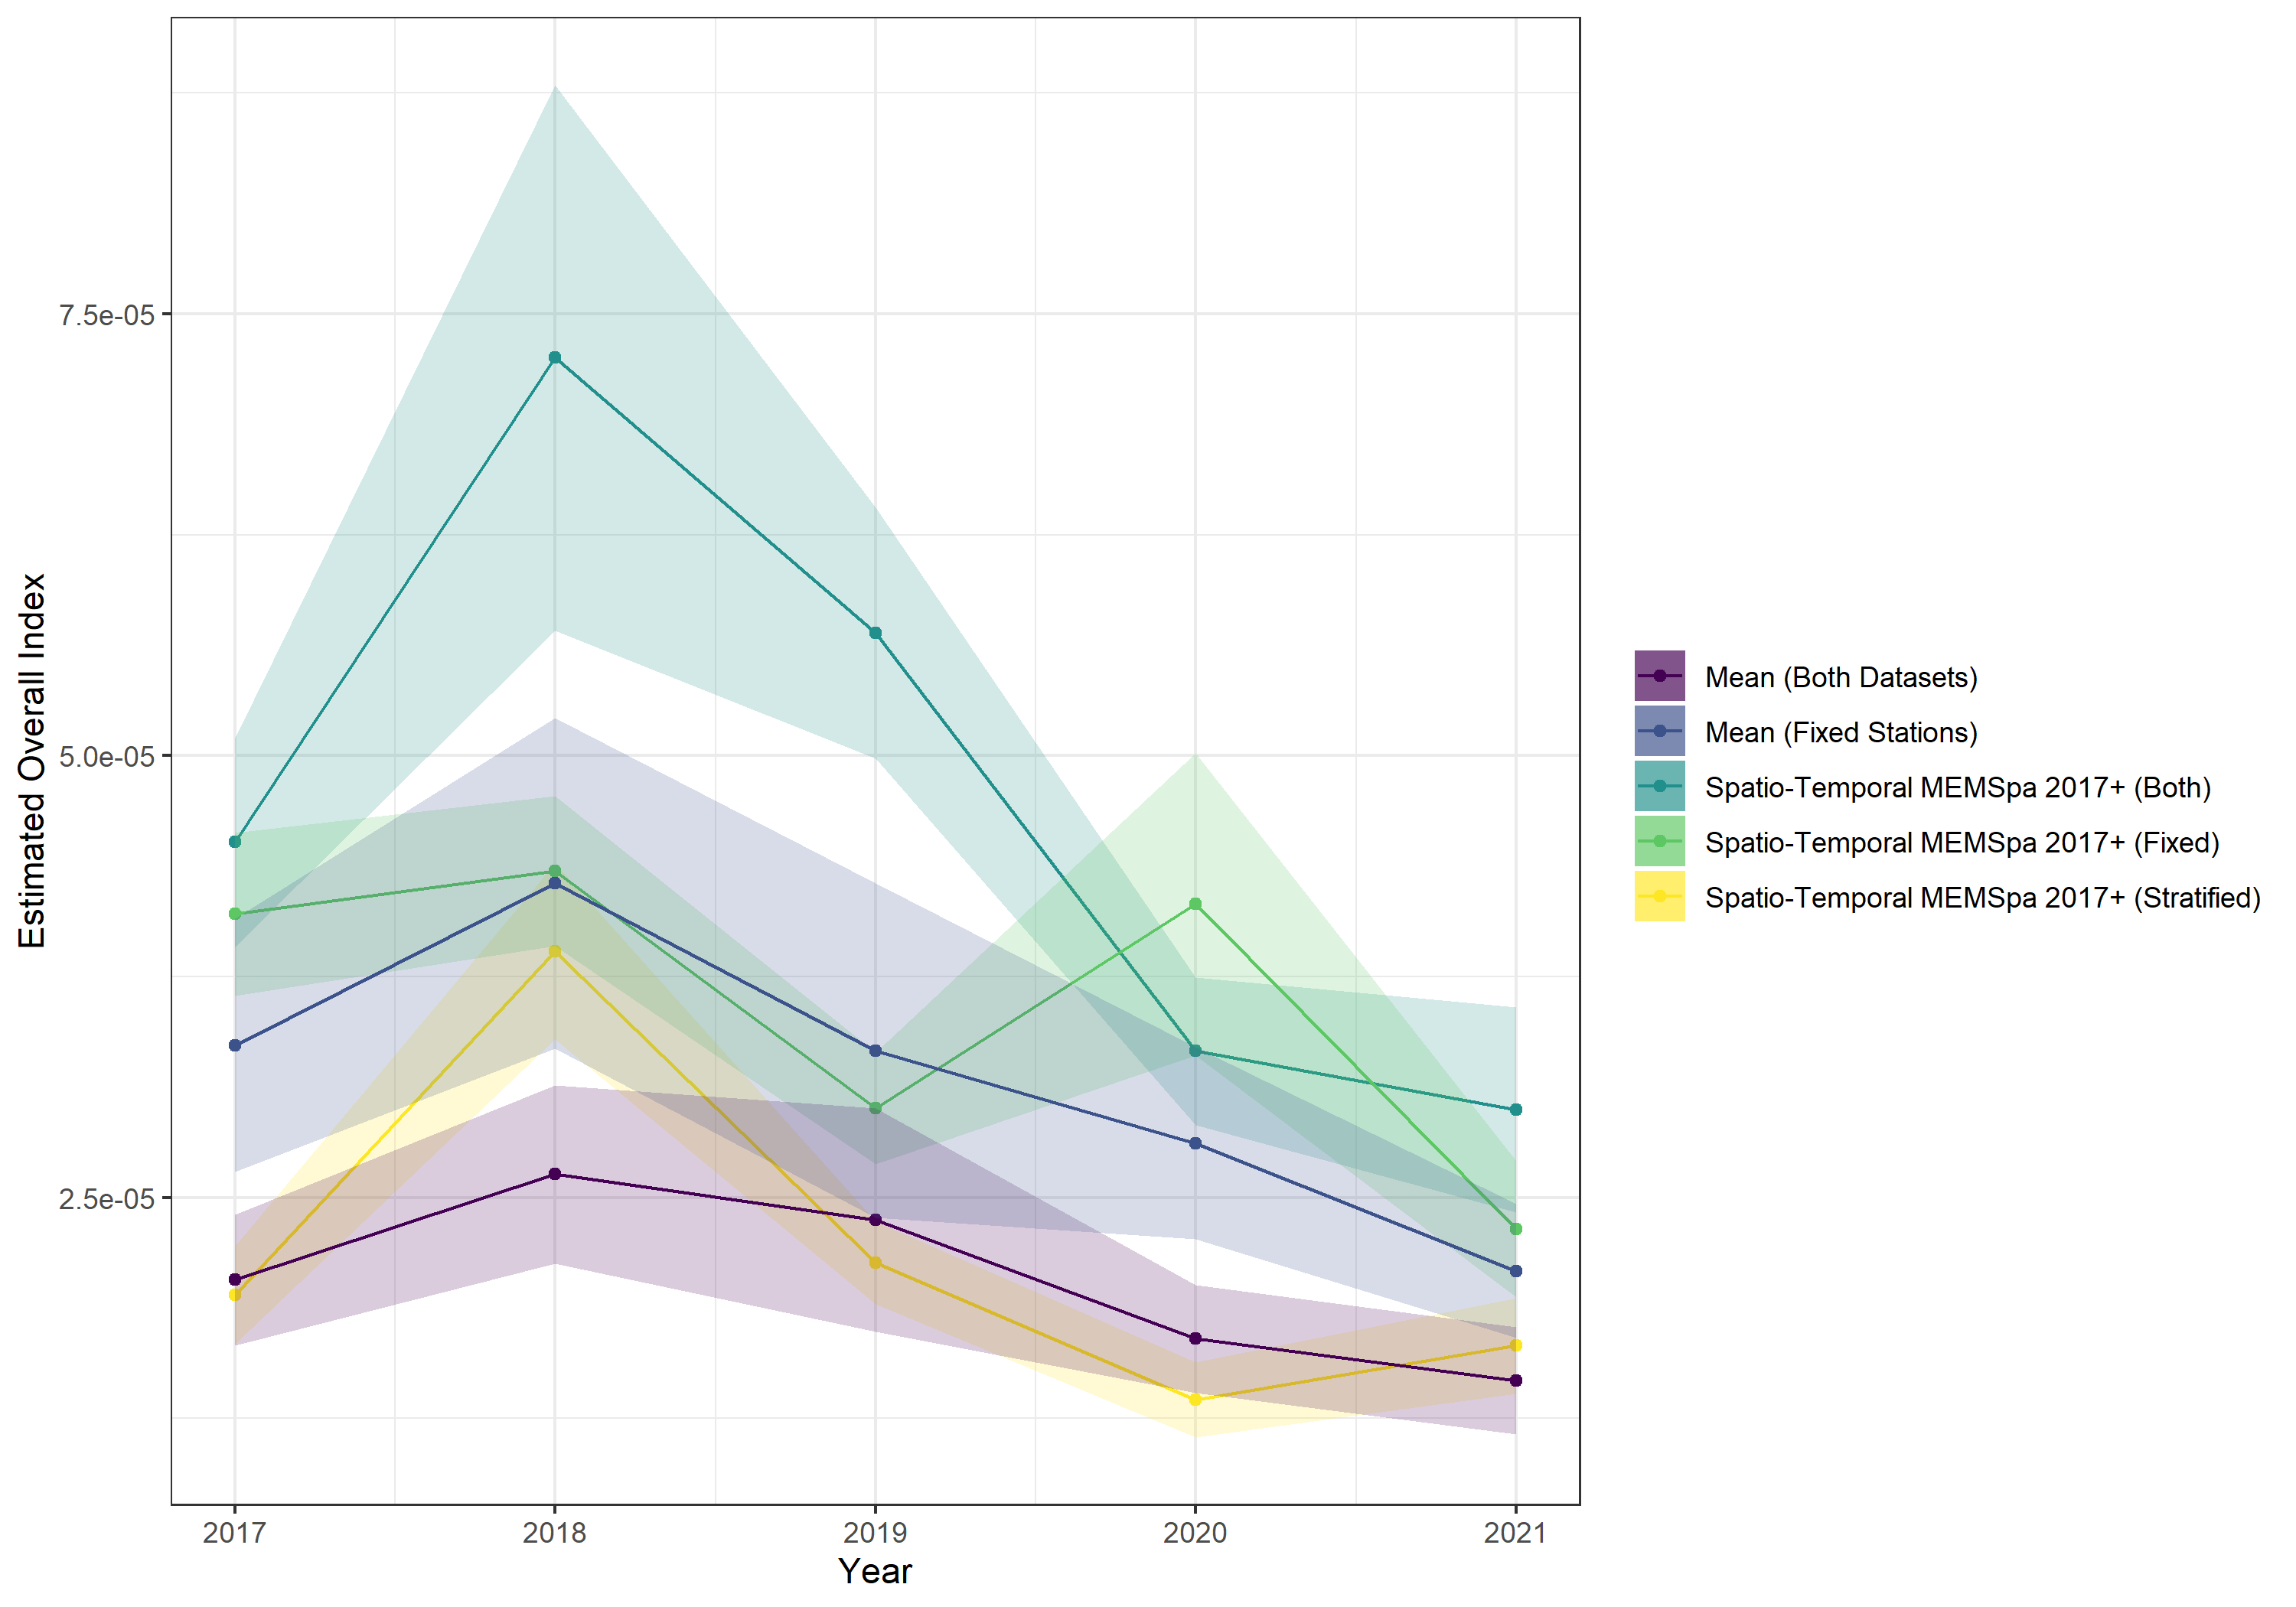 Estimated Overall Index
7.5e-05
5.0e-05
2.5e-05
2017
2018
2019
2020
2021
Year
Mean (Both Datasets)
Mean (Fixed Stations)
Spatio-Temporal MEMSpa 2017+ (Both)
Spatio-Temporal MEMSpa 2017+ (Fixed)
Spatio-Temporal MEMSpa 2017+ (Stratified)